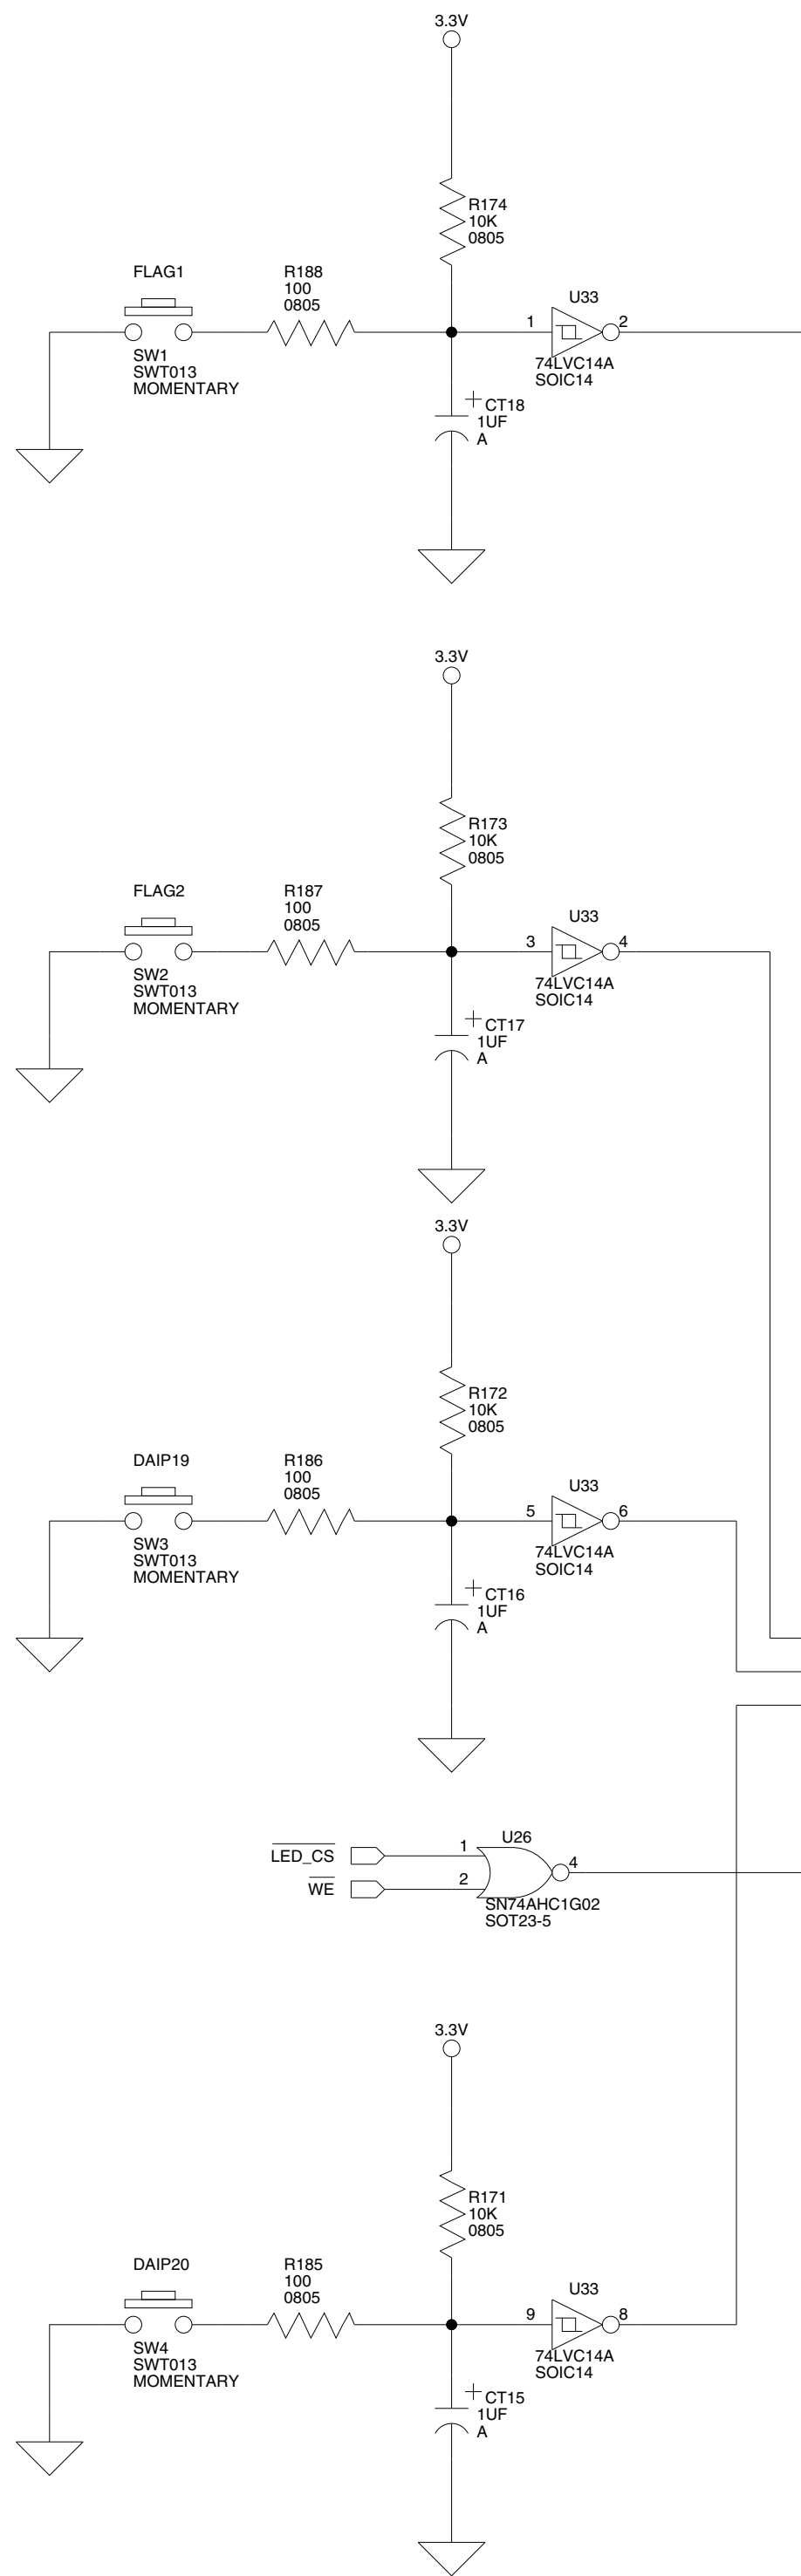 3.3V
R174
10K
0805
FLAG1
R188
100
0805
U33
1
2
SW1
SWT013
MOMENTARY
74LVC14A
SOIC14
+
CT18
1UF
A
3.3V
R173
10K
0805
FLAG2
R187
100
0805
U33
3
4
SW2
SWT013
MOMENTARY
74LVC14A
SOIC14
+
CT17
1UF
A
3.3V
R172
10K
0805
DAIP19
R186
100
0805
U33
5
6
SW3
SWT013
MOMENTARY
74LVC14A
SOIC14
+
CT16
1UF
A
U26
LED_CS
1
4
WE
2
SN74AHC1G02
SOT23-5
3.3V
R171
10K
0805
DAIP20
R185
100
0805
U33
9
8
SW4
SWT013
MOMENTARY
74LVC14A
SOIC14
+
CT15
1UF
A